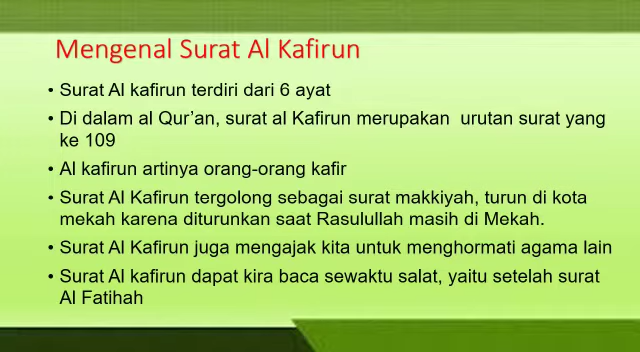 Mengenal Surat Al Kafirun
• Surat Al kafirun terdiri dari 6 ayat
• Di dalam al Qur’an, surat al Kafirun merupakan urutan surat yang
ke 109
• Al kafirun artinya orang-orang kafir
• Surat Al Kafirun tergolong sebagai surat makkiyah, turun di kota
mekah karena diturunkan saat Rasulullah masih di Mekah.
• Surat Al Kafirun juga mengajak kita untuk menghormati agama lain
• Surat Al kafirun dapat kira baca sewaktu salat, yaitu setelah surat
Al Fatihah